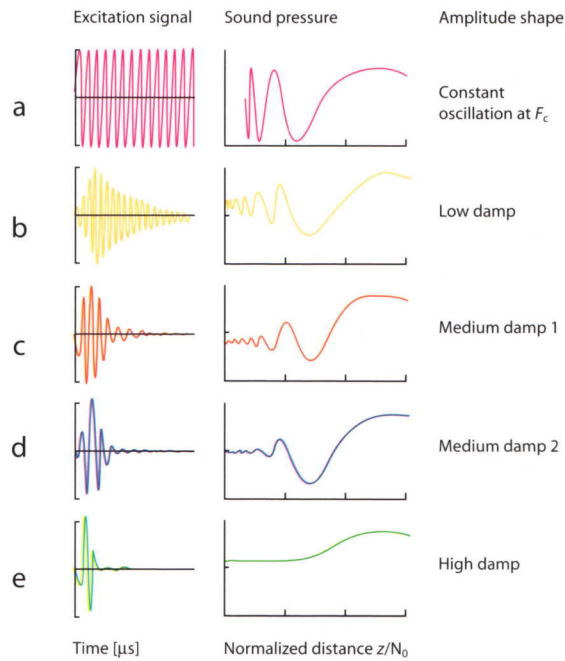 Excitation signal Sound pressure Amplitude shape
a Constant
oscillation at Fc
b Low damp
c Medium damp 1
d Medium damp 2
e High damp
Time [µs] Normalized distance z/N0